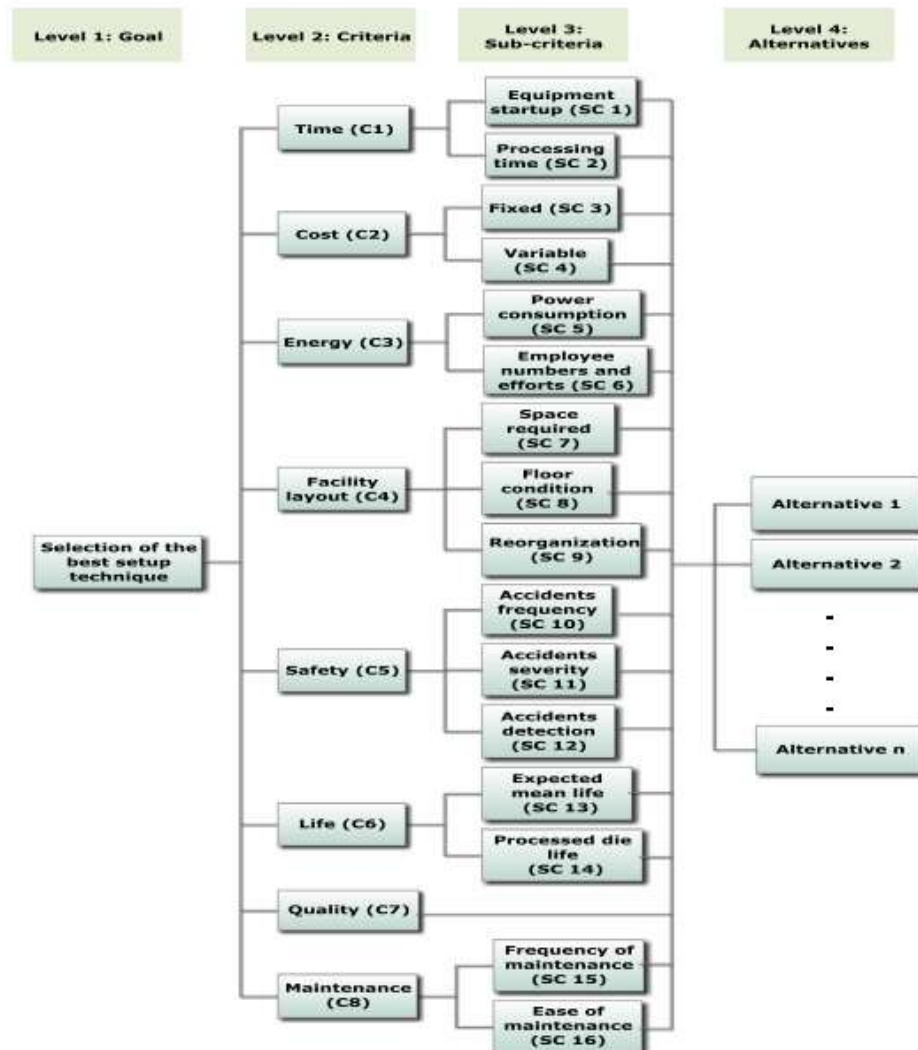 Level 1: Goal
Level 2: Criteria
Level 3:
Sub-criteria
Level 4:
Alternatives
Selection of the
best setup
technique
Time (C1)
Equipment
startup (SC 1)
Processing
time (SC 2)
Cost (C2)
Fixed (SC 3)
Variable
(SC 4)
Energy (C3)
Power
consumption
(SC 5)
Employee
numbers and
efforts (SC 6)
Facility
layout (C4)
Space
required
(SC 7)
Floor
condition
(SC 8)
Reorganization
(SC 9)
Safety (C5)
Accidents
frequency
(SC 10)
Accidents
severity
(SC 11)
Accidents
detection
(SC 12)
Life (C6)
Expected
mean life
(SC 13)
Processed die
life
(SC 14)
Quality (C7)
Maintenance
(C8)
Frequency of
maintenance
(SC 15)
Ease of
maintenance
(SC 16)
Alternative 1
Alternative 2
-
-
-
-
Alternative n